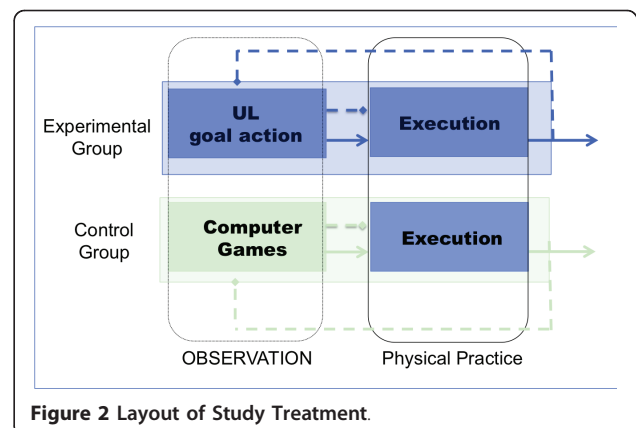 Experimental
Group
UL
goal action
Execution
Control
Group
Computer
Games
Execution
OBSERVATION
Physical Practice
Figure 2 Layout of Study Treatment.